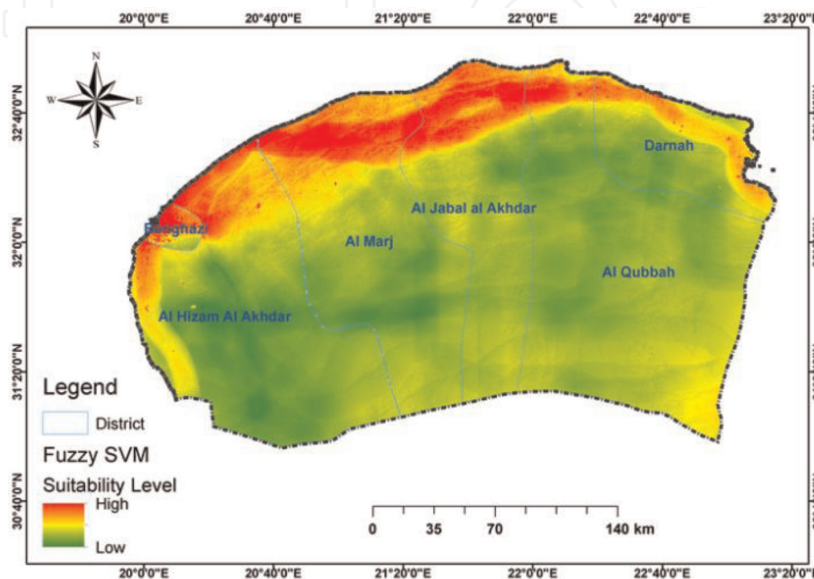 20°0'0"E 20°40'0"E 21°20'0"E 22°0'0"E 22°40'0"E 23°20'0"E
N
W E
S
32°40'0"N
Darnah
Al Jabal al Akhdar
32°0'0"N
Al Marj
Al Qubbah
Al Hizam Al Akhdar
31°20'0"N
Legend
District
Fuzzy SVM
Suitability Level
High
Low
30°40'0"N
0 35 70 140 km
20°0'0"E 20°40'0"E 21°20'0"E 22°0'0"E 22°40'0"E 23°20'0"E